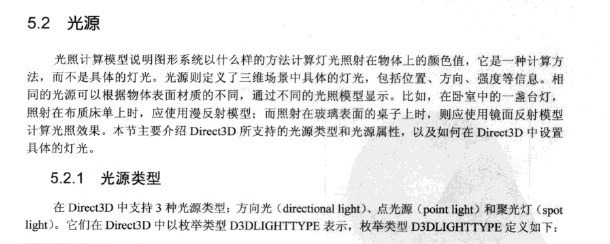 5.2 光源
光照计算模型说明图形系统以什么样的方法计算灯光照射在物体上的颜色值，它是一种计算方
法，而不是具体的灯光。光源则定义了三维场景中具体的灯光，包括位置、方向、强度等信息。相
同的光源可以根据物体表面材质的不同，通过不同的光照模型显示。比如，在卧室中的一盏台灯，
照射在布质床单上时，应使用漫反射模型；而照射在玻璃表面的桌子上时，则应使用镜面反射模型
计算光照效果。本节主要介绍 Direct3D 所支持的光源类型和光源属性，以及如何在 Direct3D 中设置
具体的灯光。
5.2.1 光源类型
在 Direct3D 中支持 3 种光源类型：方向光（directional light）、点光源（point light）和聚光灯（spot
light）。它们在 Direct3D 中以枚举类型 D3DLIGHTTYPE 表示，枚举类型 D3DLIGHTTYPE 定义如下：